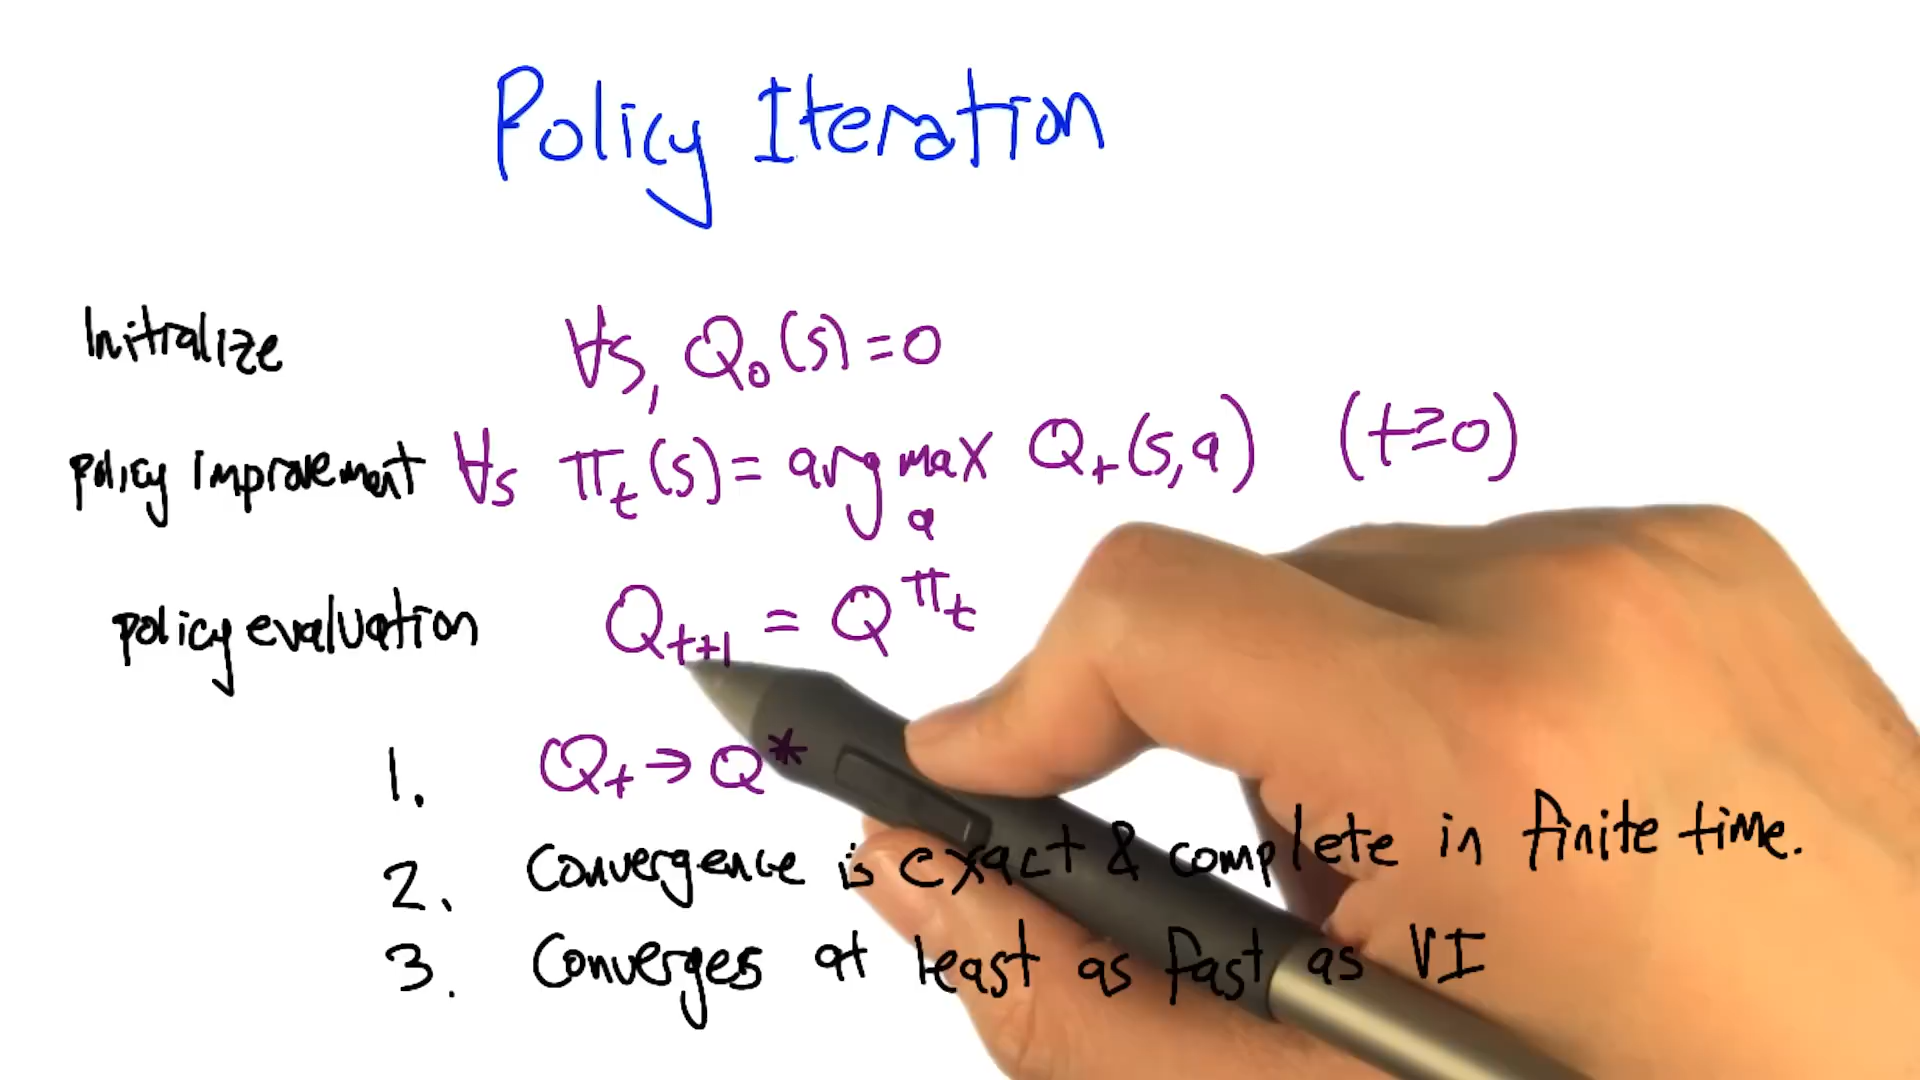 Policy Iteration
Initialize ∀s, Q₀(s)=0
policy improvement ∀s π_t(s) = argmax_a Q_t(s,a) (t≥0)
policy evaluation Q_{t+1} = Q^{π_t}
1. Q_t → Q*
2. Convergence is exact & complete in finite time.
3. Converges at least as fast as VI